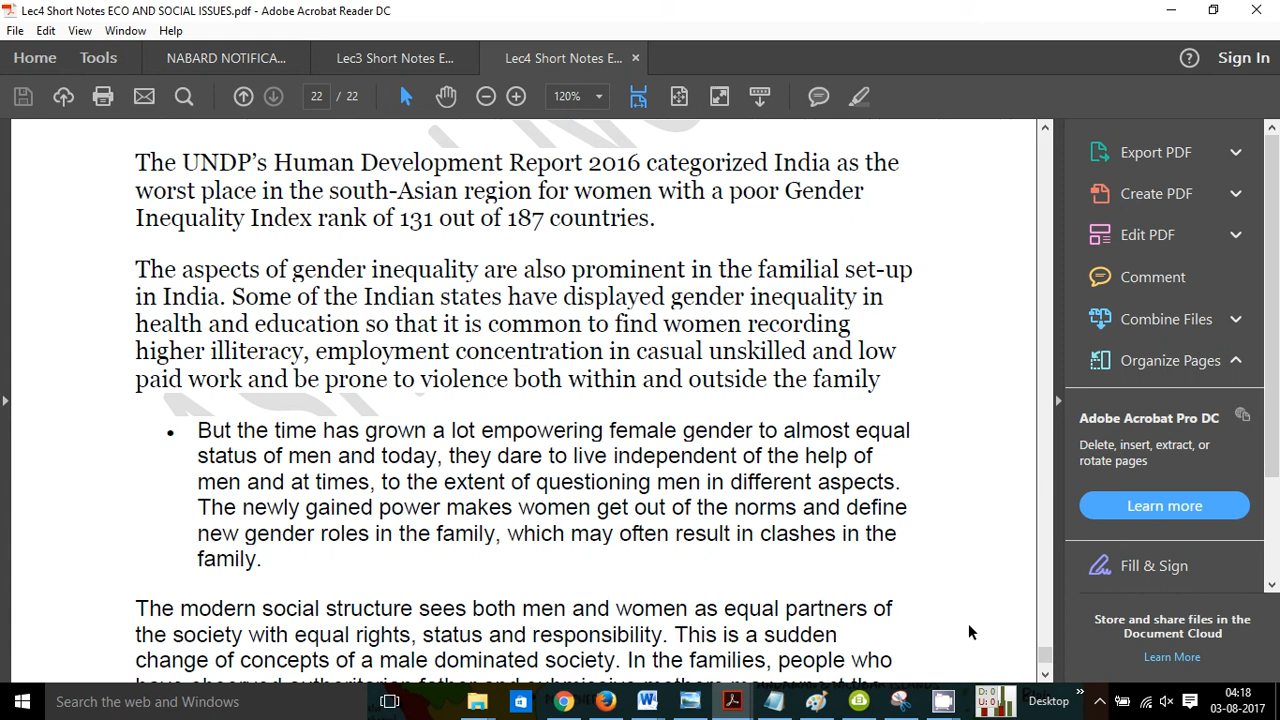 Lec4 Short Notes ECO AND SOCIAL ISSUES.pdf - Adobe Acrobat Reader DC
File Edit View Window Help
Home Tools NABARD NOTIFICA... Lec3 Short Notes E... Lec4 Short Notes E... × ? Sign In
22 / 22 120%
The UNDP’s Human Development Report 2016 categorized India as the
worst place in the south-Asian region for women with a poor Gender
Inequality Index rank of 131 out of 187 countries.
The aspects of gender inequality are also prominent in the familial set-up
in India. Some of the Indian states have displayed gender inequality in
health and education so that it is common to find women recording
higher illiteracy, employment concentration in casual unskilled and low
paid work and be prone to violence both within and outside the family
• But the time has grown a lot empowering female gender to almost equal
status of men and today, they dare to live independent of the help of
men and at times, to the extent of questioning men in different aspects.
The newly gained power makes women get out of the norms and define
new gender roles in the family, which may often result in clashes in the
family.
The modern social structure sees both men and women as equal partners of
the society with equal rights, status and responsibility. This is a sudden
change of concepts of a male dominated society. In the families, people who
Export PDF
Create PDF
Edit PDF
Comment
Combine Files
Organize Pages
Adobe Acrobat Pro DC
Delete, insert, extract, or
rotate pages
Learn more
Fill & Sign
Store and share files in the
Document Cloud
Learn More
Search the web and Windows
D: 0
U: 0
Desktop
04:18
03-08-2017